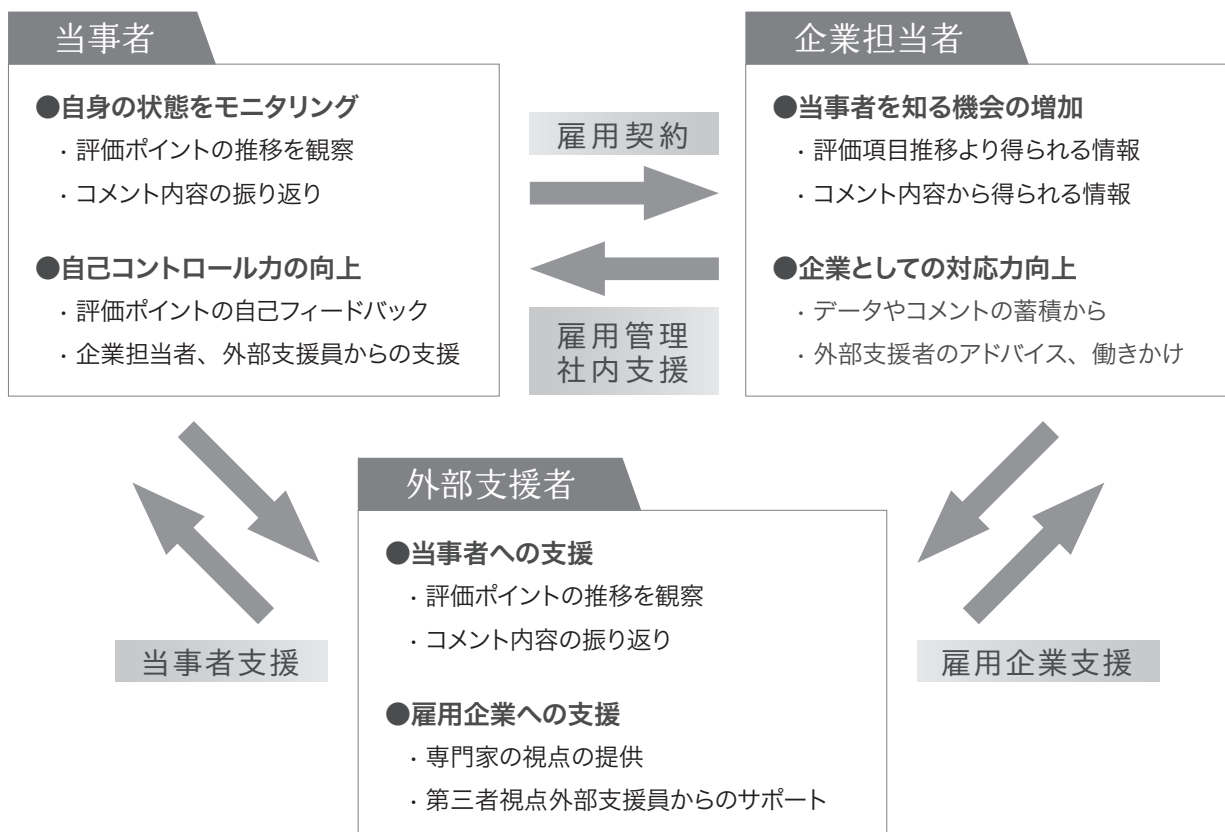 当事者
●自身の状態をモニタリング
・評価ポイントの推移を観察
・コメント内容の振り返り
●自己コントロール力の向上
・評価ポイントの自己フィードバック
・企業担当者、外部支援員からの支援
雇用契約
雇用管理
社内支援
企業担当者
●当事者を知る機会の増加
・評価項目推移より得られる情報
・コメント内容から得られる情報
●企業としての対応力向上
・データやコメントの蓄積から
・外部支援者のアドバイス、働きかけ
外部支援者
●当事者への支援
・評価ポイントの推移を観察
・コメント内容の振り返り
●雇用企業への支援
・専門家の視点の提供
・第三者視点外部支援員からのサポート
当事者支援
雇用企業支援